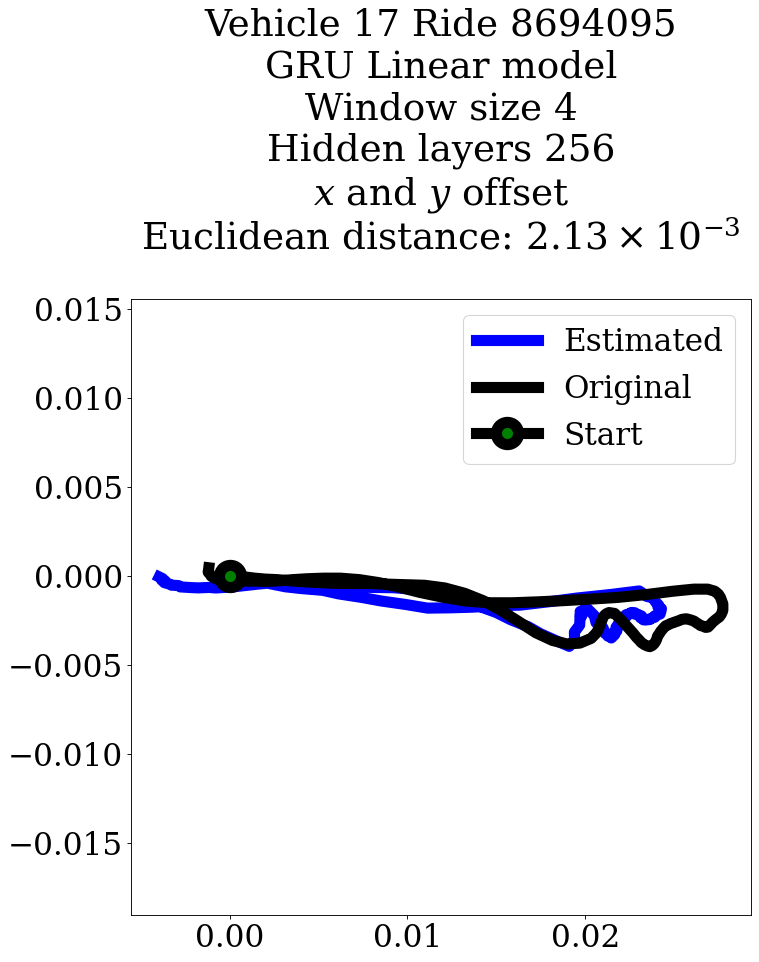 Vehicle 17 Ride 8694095
GRU Linear model
Window size 4
Hidden layers 256
x and y offset
Euclidean distance: 2.13 × 10⁻³
0.015
0.010
0.005
0.000
−0.005
−0.010
−0.015
Estimated
Original
Start
0.00 0.01 0.02